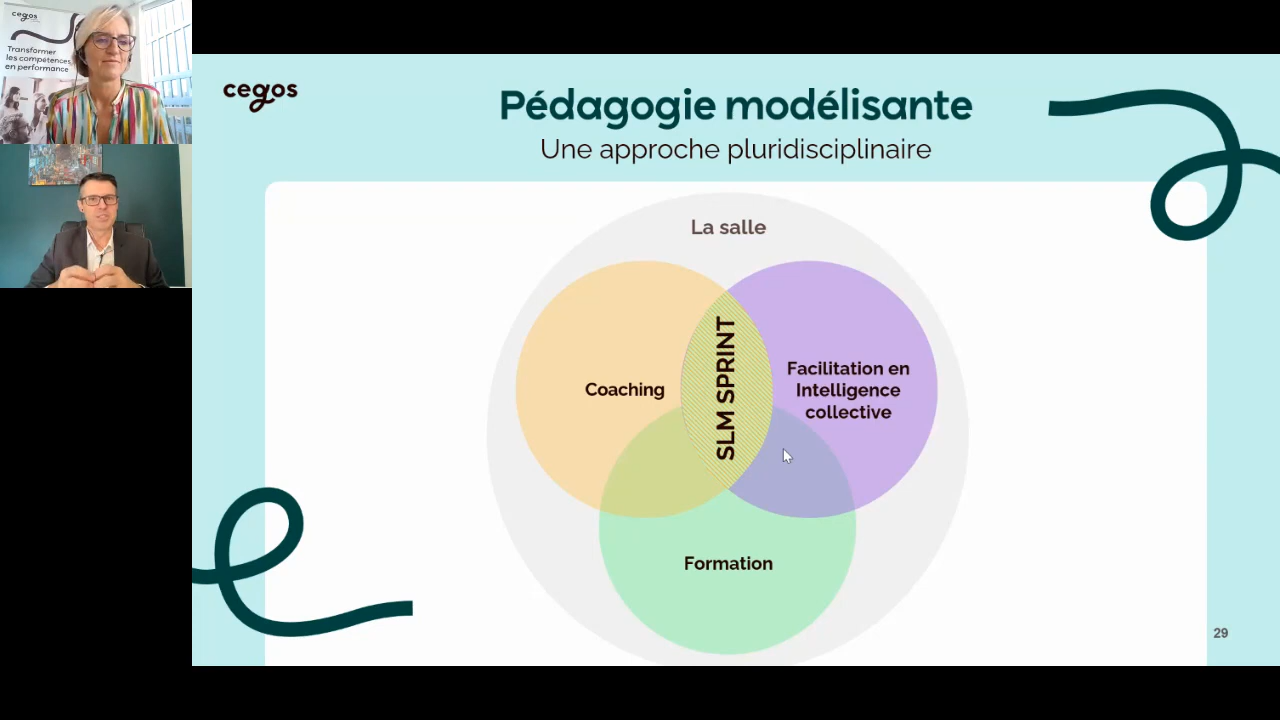 cegos
Transformer
les compétences
en performance
cegos
Pédagogie modélisante
Une approche pluridisciplinaire
La salle
Coaching
SLM SPRINT
Facilitation en
Intelligence
collective
Formation
29